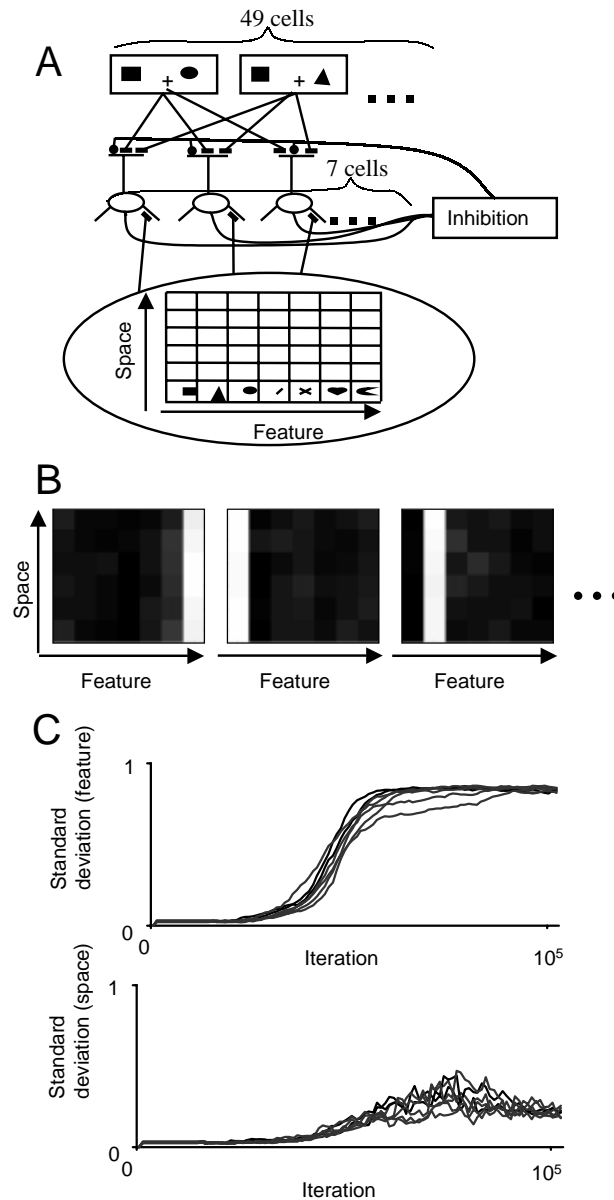 49 cells
A
+
+
7 cells
Inhibition
Space
Feature
B
Space
Feature
Feature
Feature
C
Standard
deviation (feature)
1
0
0
Iteration
10⁵
Standard
deviation (space)
1
0
0
Iteration
10⁵